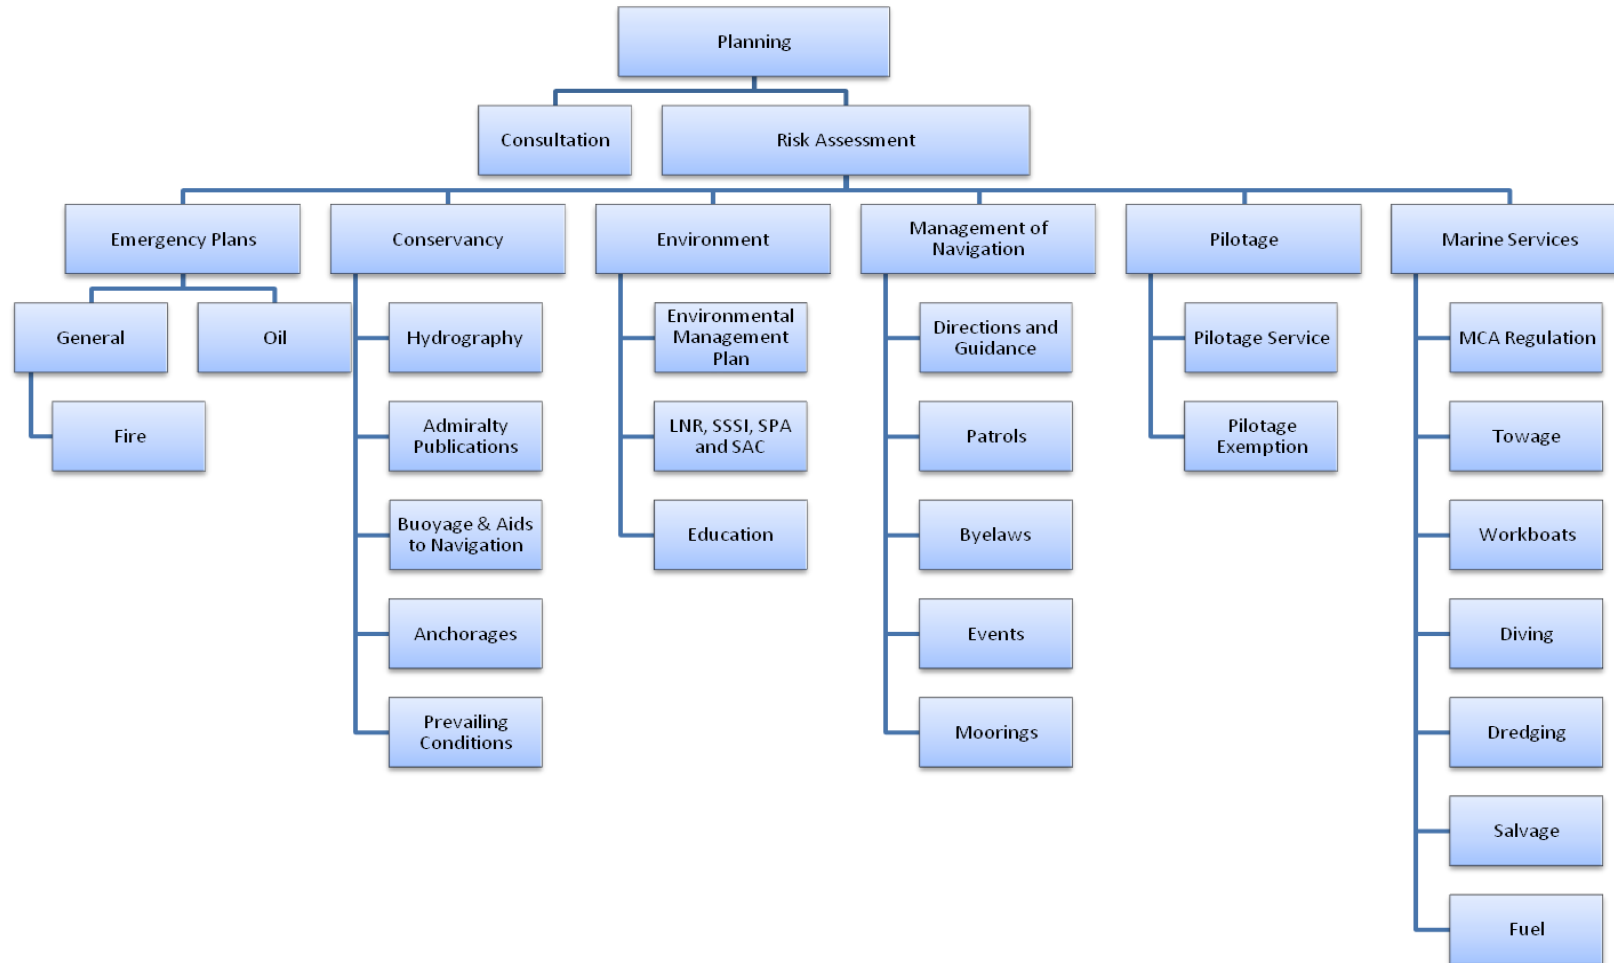 Planning
Consultation
Risk Assessment
Emergency Plans
Conservancy
Environment
Management of
Navigation
Pilotage
Marine Services
General
Oil
Fire
Hydrography
Admiralty
Publications
Buoyage & Aids
to Navigation
Anchorages
Prevailing
Conditions
Environmental
Management
Plan
LNR, SSSI, SPA
and SAC
Education
Directions and
Guidance
Patrols
Byelaws
Events
Moorings
Pilotage Service
Pilotage
Exemption
MCA Regulation
Towage
Workboats
Diving
Dredging
Salvage
Fuel